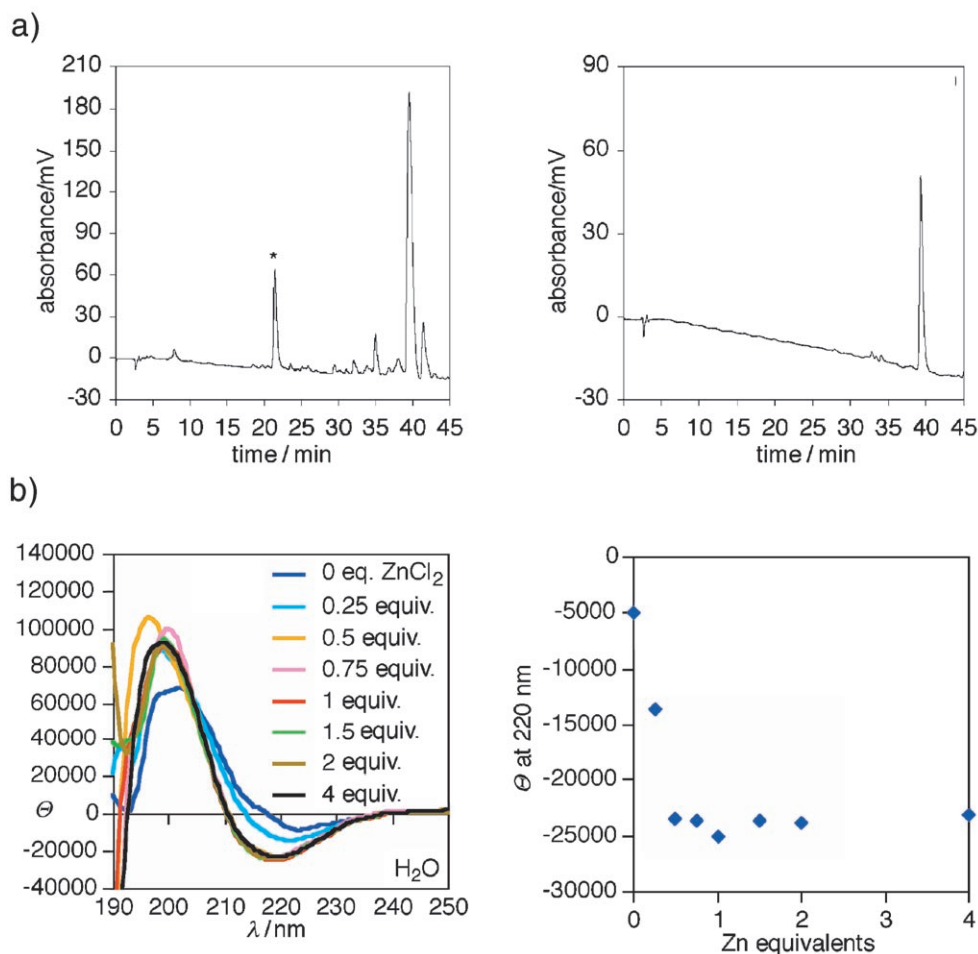 a)
210
180
150
120
90
60
30
0
-30
absorbance/mV
*
0 5 10 15 20 25 30 35 40 45
time / min
90
60
30
0
-30
absorbance/mV
0 5 10 15 20 25 30 35 40 45
time / min
b)
140000
120000
100000
80000
60000
40000
20000
Θ 0
-20000
-40000
0 eq. ZnCl2
0.25 equiv.
0.5 equiv.
0.75 equiv.
1 equiv.
1.5 equiv.
2 equiv.
4 equiv.
H2O
190 200 210 220 230 240 250
λ/nm
0
-5000
-10000
-15000
-20000
-25000
-30000
Θ at 220 nm
0 1 2 3 4
Zn equivalents